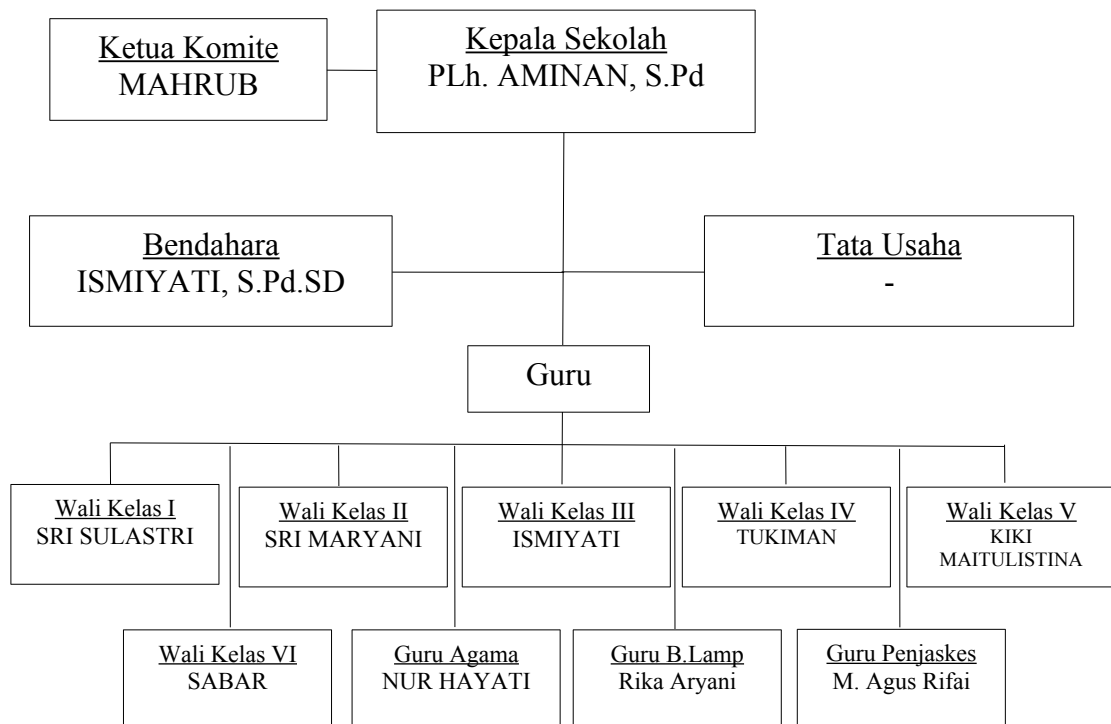 Ketua Komite
MAHRUB
Kepala Sekolah
PLh. AMINAN, S.Pd
Bendahara
ISMIYATI, S.Pd.SD
Tata Usaha
-
Guru
Wali Kelas I
SRI SULASTRI
Wali Kelas II
SRI MARYANI
Wali Kelas III
ISMIYATI
Wali Kelas IV
TUKIMAN
Wali Kelas V
KIKI
MAITULISTINA
Wali Kelas VI
SABAR
Guru Agama
NUR HAYATI
Guru B.Lamp
Rika Aryani
Guru Penjaskes
M. Agus Rifai